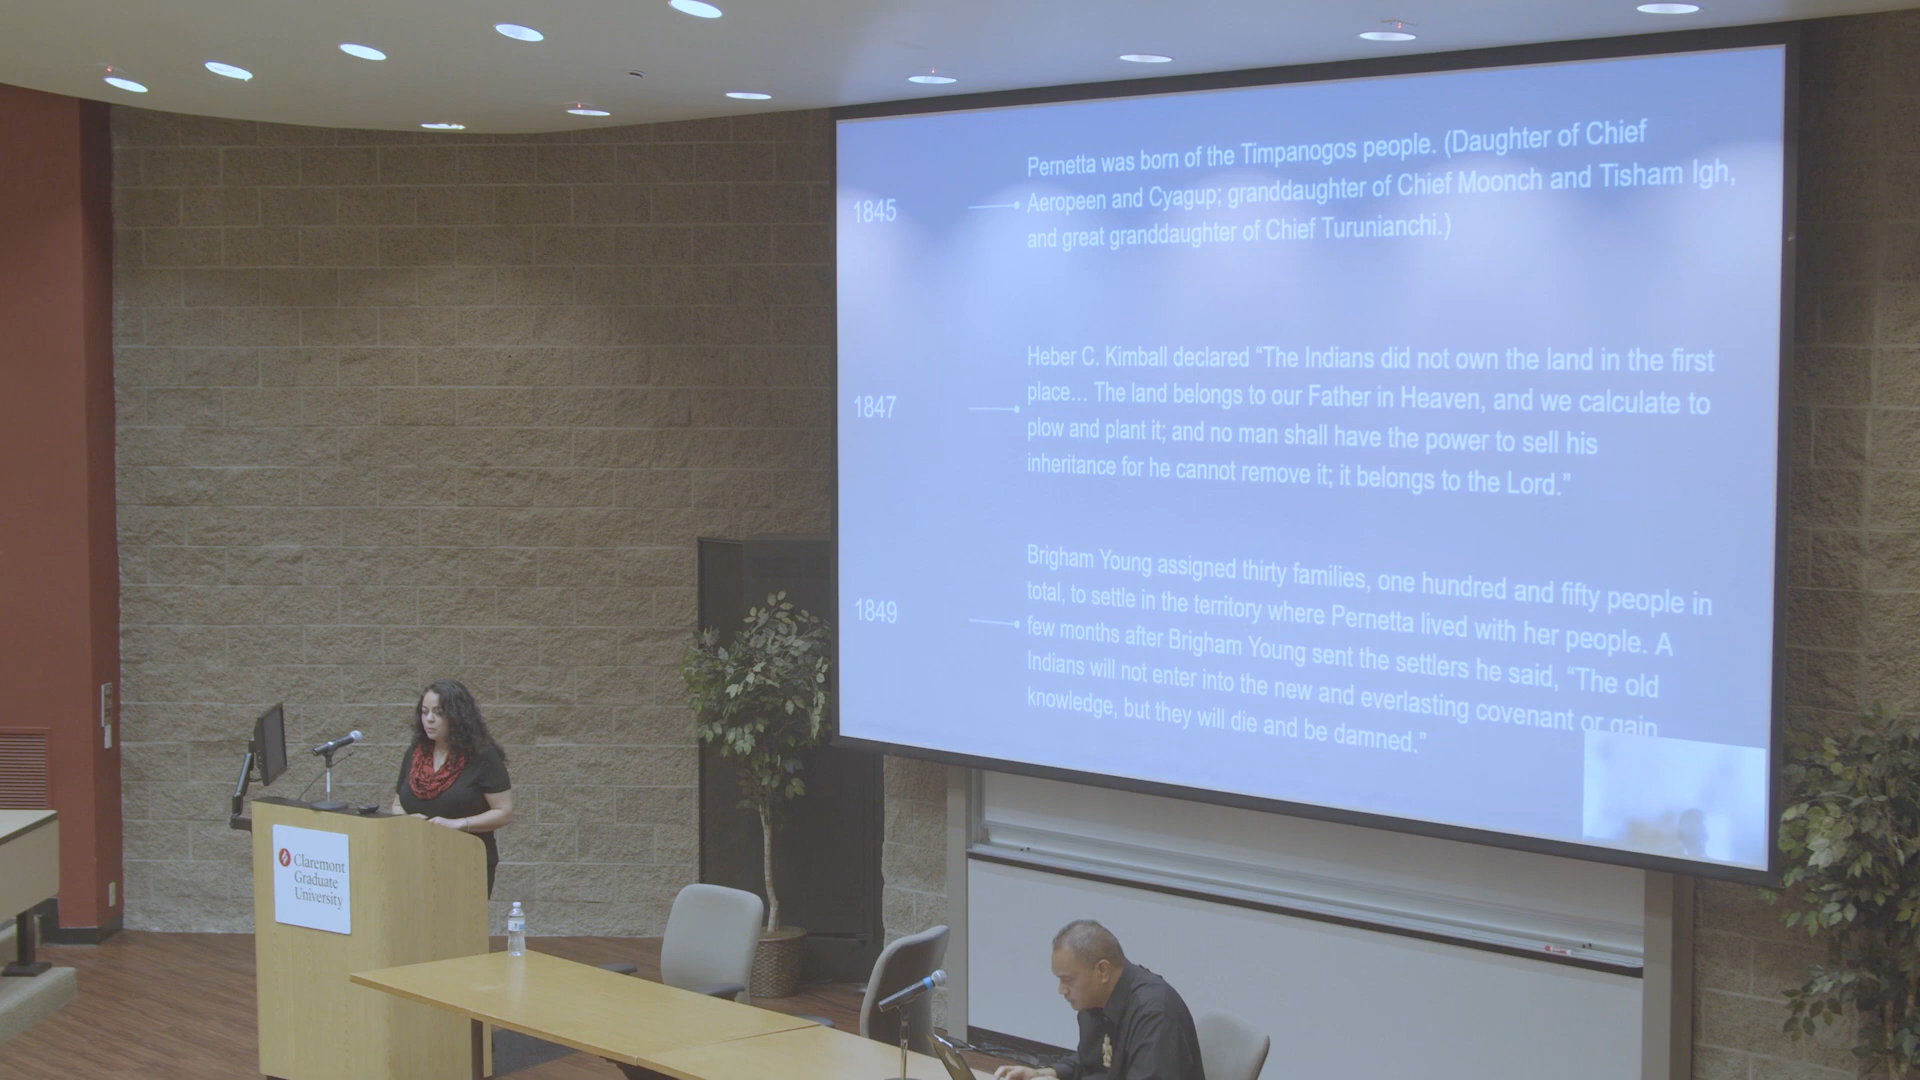 1845
Pernetta was born of the Timpanogos people. (Daughter of Chief
Aeropeen and Cyagup; granddaughter of Chief Moonch and Tisham Igh,
and great granddaughter of Chief Turunianchi.)
1847
Heber C. Kimball declared “The Indians did not own the land in the first
place... The land belongs to our Father in Heaven, and we calculate to
plow and plant it; and no man shall have the power to sell his
inheritance for he cannot remove it; it belongs to the Lord.”
1849
Brigham Young assigned thirty families, one hundred and fifty people in
total, to settle in the territory where Pernetta lived with her people. A
few months after Brigham Young sent the settlers he said, “The old
Indians will not enter into the new and everlasting covenant or gain
knowledge, but they will die and be damned.”
Claremont
Graduate
University